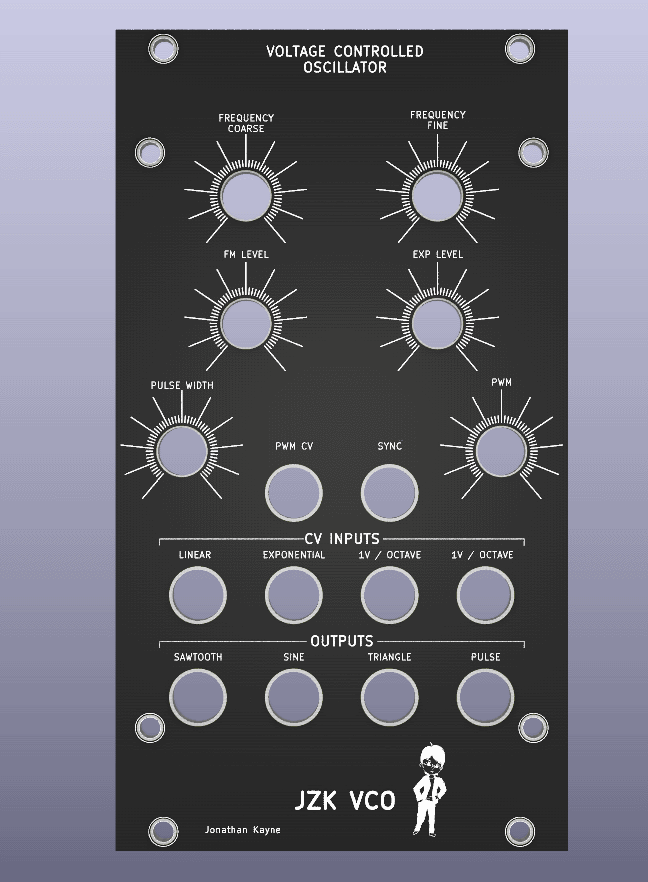 VOLTAGE CONTROLLED
OSCILLATOR
FREQUENCY
COARSE
FREQUENCY
FINE
FM LEVEL
EXP LEVEL
PULSE WIDTH
PWM
PWM CV
SYNC
CV INPUTS
LINEAR
EXPONENTIAL
1V / OCTAVE
1V / OCTAVE
OUTPUTS
SAWTOOTH
SINE
TRIANGLE
PULSE
JZK VCO
Jonathan Kayne